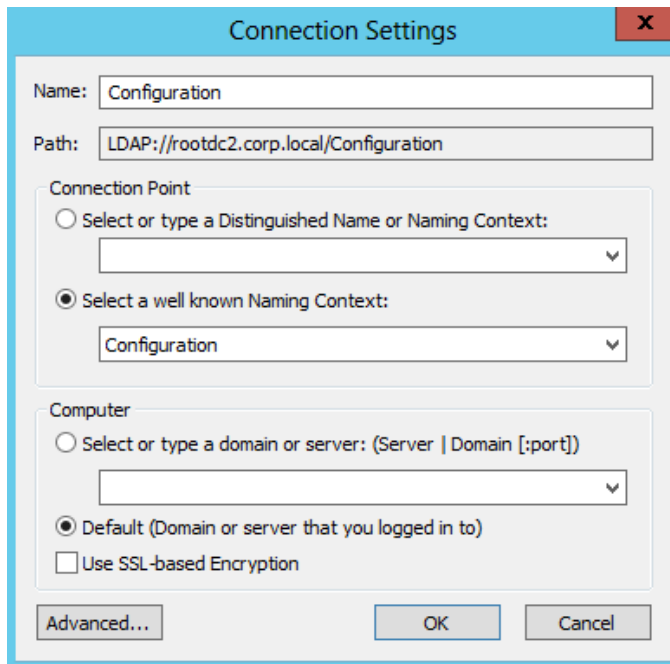 Connection Settings
x
Name: Configuration
Path: LDAP://rootdc2.corp.local/Configuration
Connection Point
Select or type a Distinguished Name or Naming Context:
Select a well known Naming Context:
Configuration
Computer
Select or type a domain or server: (Server | Domain [:port])
Default (Domain or server that you logged in to)
Use SSL-based Encryption
Advanced... OK Cancel